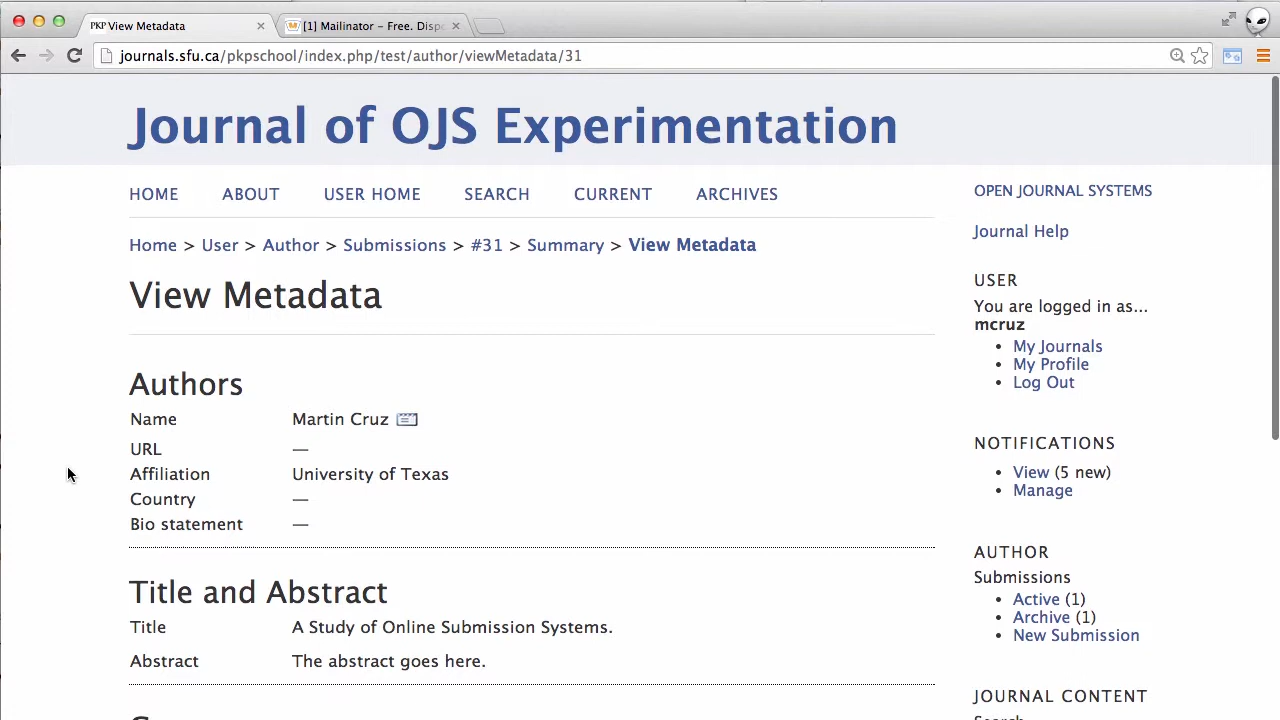 PKP View Metadata
[1] Mailinator - Free. Dispo
journals.sfu.ca/pkpschool/index.php/test/author/viewMetadata/31
Journal of OJS Experimentation
HOME ABOUT USER HOME SEARCH CURRENT ARCHIVES
Home > User > Author > Submissions > #31 > Summary > View Metadata
View Metadata
Authors
Name Martin Cruz
URL —
Affiliation University of Texas
Country —
Bio statement —
Title and Abstract
Title A Study of Online Submission Systems.
Abstract The abstract goes here.
OPEN JOURNAL SYSTEMS
Journal Help
USER
You are logged in as...
mcruz
• My Journals
• My Profile
• Log Out
NOTIFICATIONS
• View (5 new)
• Manage
AUTHOR
Submissions
• Active (1)
• Archive (1)
• New Submission
JOURNAL CONTENT
Search